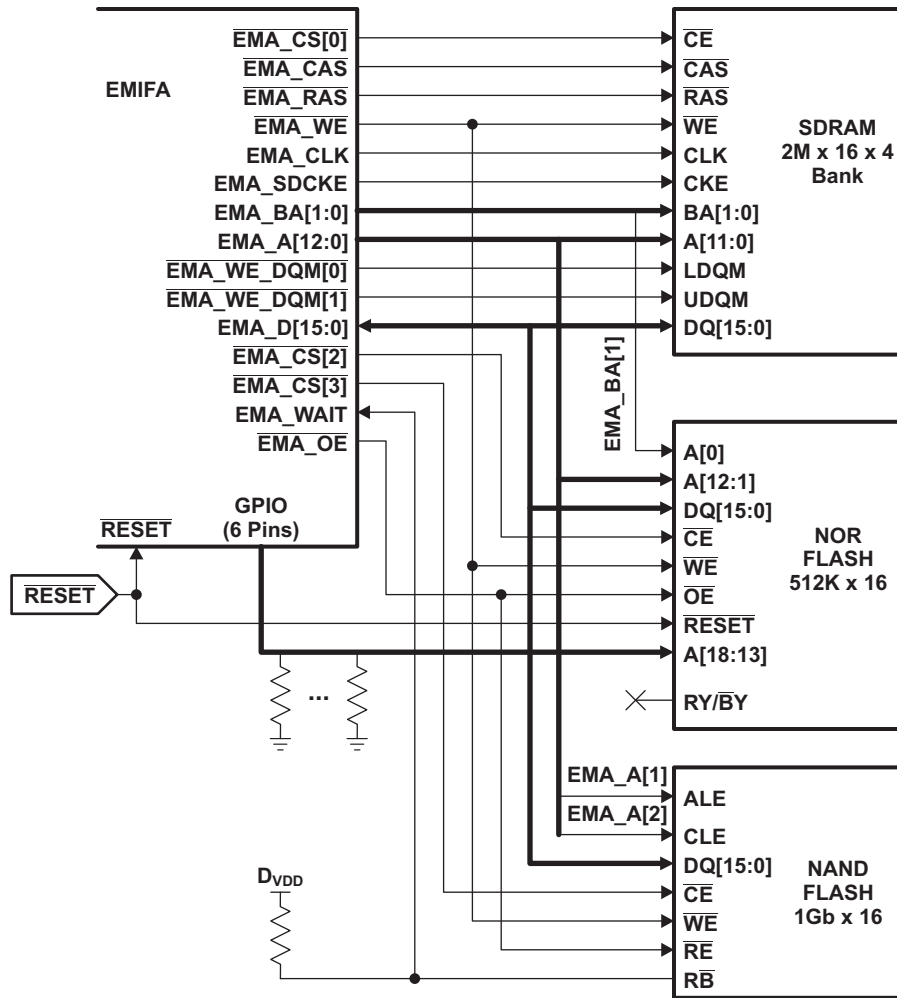 EMIFA
EMA_CS[0]
EMA_CAS
EMA_RAS
EMA_WE
EMA_CLK
EMA_SDCKE
EMA_BA[1:0]
EMA_A[12:0]
EMA_WE_DQM[0]
EMA_WE_DQM[1]
EMA_D[15:0]
EMA_CS[2]
EMA_CS[3]
EMA_WAIT
EMA_OE
GPIO
(6 Pins)
RESET
RESET
...
DVDD
EMA_BA[1]
CE
CAS
RAS
WE
CLK
CKE
BA[1:0]
A[11:0]
LDQM
UDQM
DQ[15:0]
SDRAM
2M x 16 x 4
Bank
A[0]
A[12:1]
DQ[15:0]
CE
WE
OE
RESET
A[18:13]
RY/BY
NOR
FLASH
512K x 16
EMA_A[1]
EMA_A[2]
ALE
CLE
DQ[15:0]
CE
WE
RE
RB
NAND
FLASH
1Gb x 16